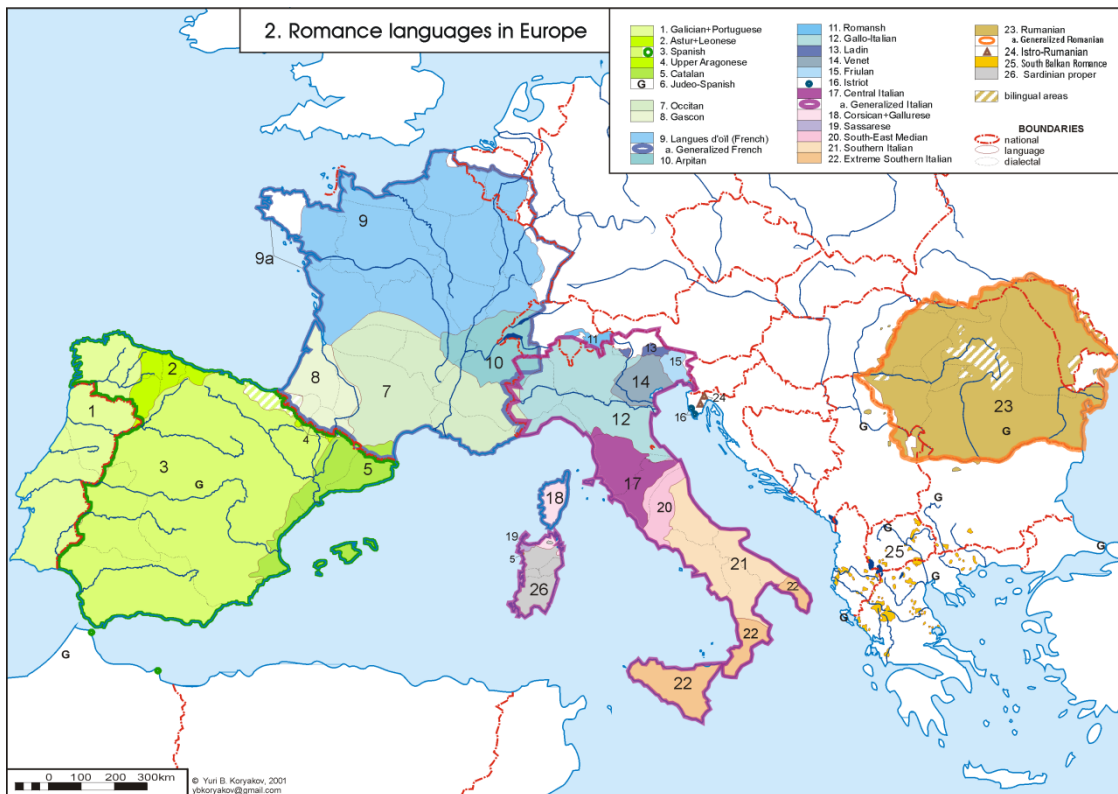 2. Romance languages in Europe
1. Galician+Portuguese
2. Astur+Leonese
3. Spanish
4. Upper Aragonese
5. Catalan
G 6. Judeo-Spanish
7. Occitan
8. Gascon
9. Langues d'oïl (French)
a. Generalized French
10. Arpitan
11. Romansh
12. Gallo-Italian
13. Ladin
14. Venet
15. Friulan
16. Istriot
17. Central Italian
a. Generalized Italian
18. Corsican+Gallurese
19. Sassarese
20. South-East Median
21. Southern Italian
22. Extreme Southern Italian
23. Rumanian
a. Generalized Romanian
24. Istro-Rumanian
25. South Balkan Romance
26. Sardinian proper
bilingual areas
BOUNDARIES
national
language
dialectal
9
9a
11
13
15
10
14
2
8
7
24
1
12
16
23
4
G
3
5
G
17
G
18
20
G
G
19
25
G
5
21
G
26
22
G
22
G
22
0 100 200 300km
© Yuri B. Koryakov, 2001
ybkoryakov@gmail.com